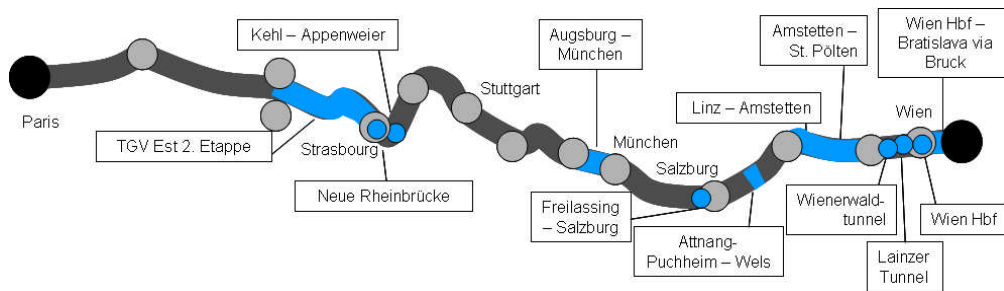 Kehl – Appenweier
Augsburg –
München
Amstetten –
St. Pölten
Wien Hbf –
Bratislava via
Bruck
Stuttgart
Linz – Amstetten
Wien
Paris
TGV Est 2. Etappe
Strasbourg
München
Salzburg
Neue Rheinbrücke
Freilassing
– Salzburg
Attnang-
Puchheim – Wels
Wienerwald-
tunnel
Wien Hbf
Lainzer
Tunnel